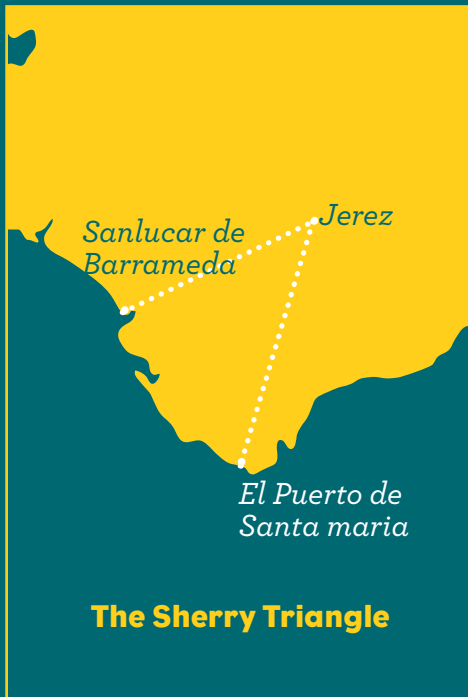 Jerez
Sanlucar de
Barrameda
El Puerto de
Santa maria
The Sherry Triangle